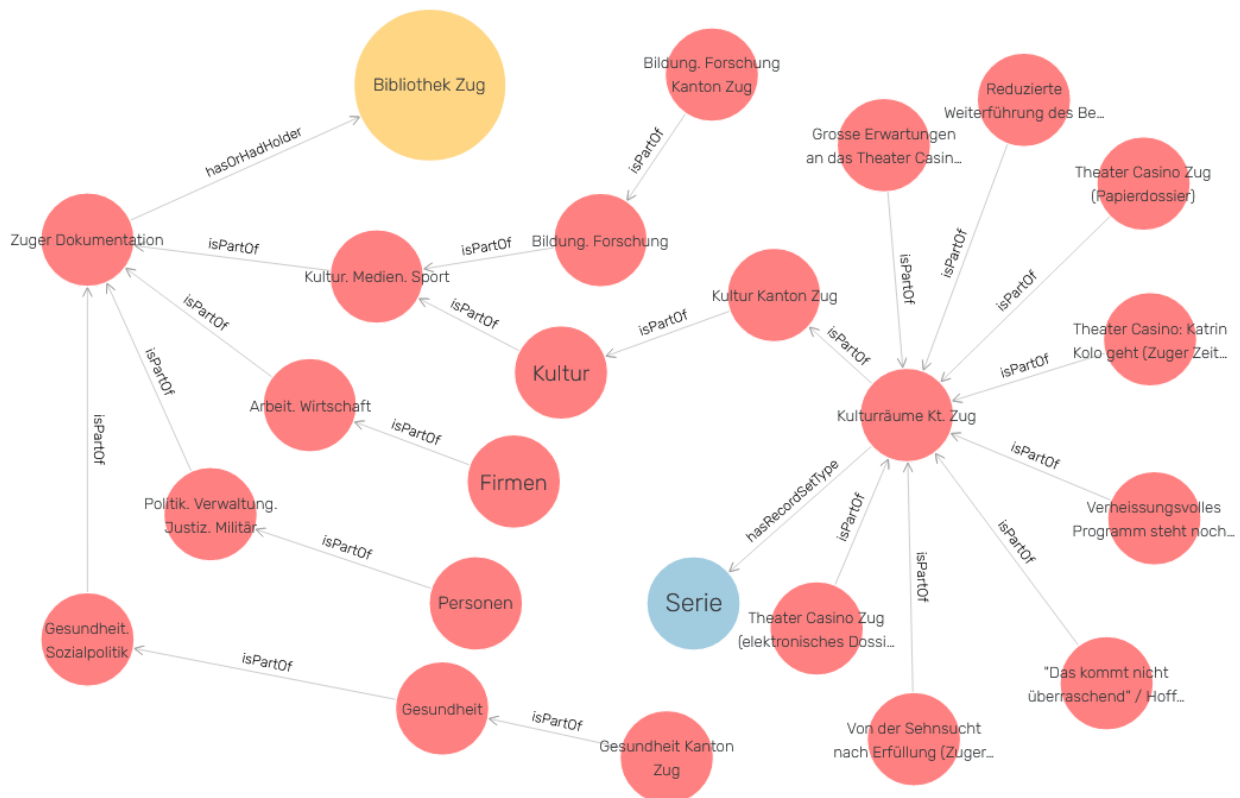 Bibliothek Zug
Bildung. Forschung
Kanton Zug
Reduzierte
Weiterführung des Be...
Grosse Erwartungen
an das Theater Casin...
hasOrHadHolder
isPartOf
Theater Casino Zug
(Papierdossier)
Zuger Dokumentation
isPartOf
Kultur. Medien. Sport
isPartOf
Bildung. Forschung
isPartOf
isPartOf
isPartOf
Kultur Kanton Zug
isPartOf
isPartOf
isPartOf
isPartOf
Theater Casino: Katrin
Kolo geht (Zuger Zeit...
isPartOf
isPartOf
Kultur
isPartOf
Arbeit. Wirtschaft
Kulturräume Kt. Zug
isPartOf
isPartOf
isPartOf
Firmen
hasRecordSetType
isPartOf
Politik. Verwaltung.
Justiz. Militär
Verheissungsvolles
Programm steht noch...
isPartOf
isPartOf
isPartOf
Personen
Serie
Theater Casino Zug
(elektronisches Dossi...
Gesundheit.
Sozialpolitik
isPartOf
"Das kommt nicht
überraschend" / Hoff...
Gesundheit
isPartOf
Gesundheit Kanton
Zug
Von der Sehnsucht
nach Erfüllung (Zuger...